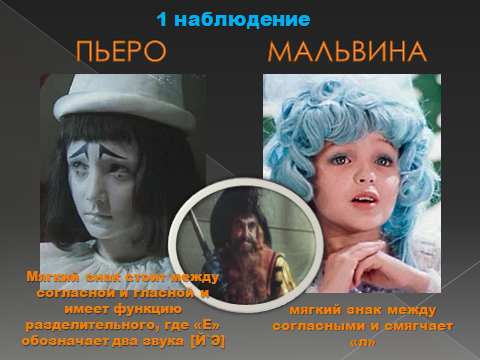 1 наблюдение
ПЬЕРО
МАЛЬВИНА
Мягкий знак стоит между
согласной и гласной и
имеет функцию
разделительного, где «Е»
обозначает два звука [Й Э]
мягкий знак между
согласными и смягчает
«л»